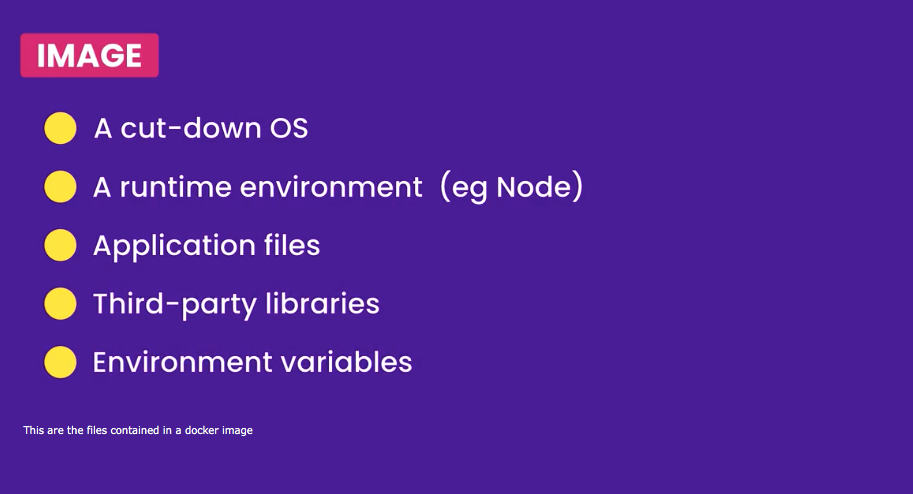 IMAGE
A cut-down OS
A runtime environment (eg Node)
Application files
Third-party libraries
Environment variables
This are the files contained in a docker image